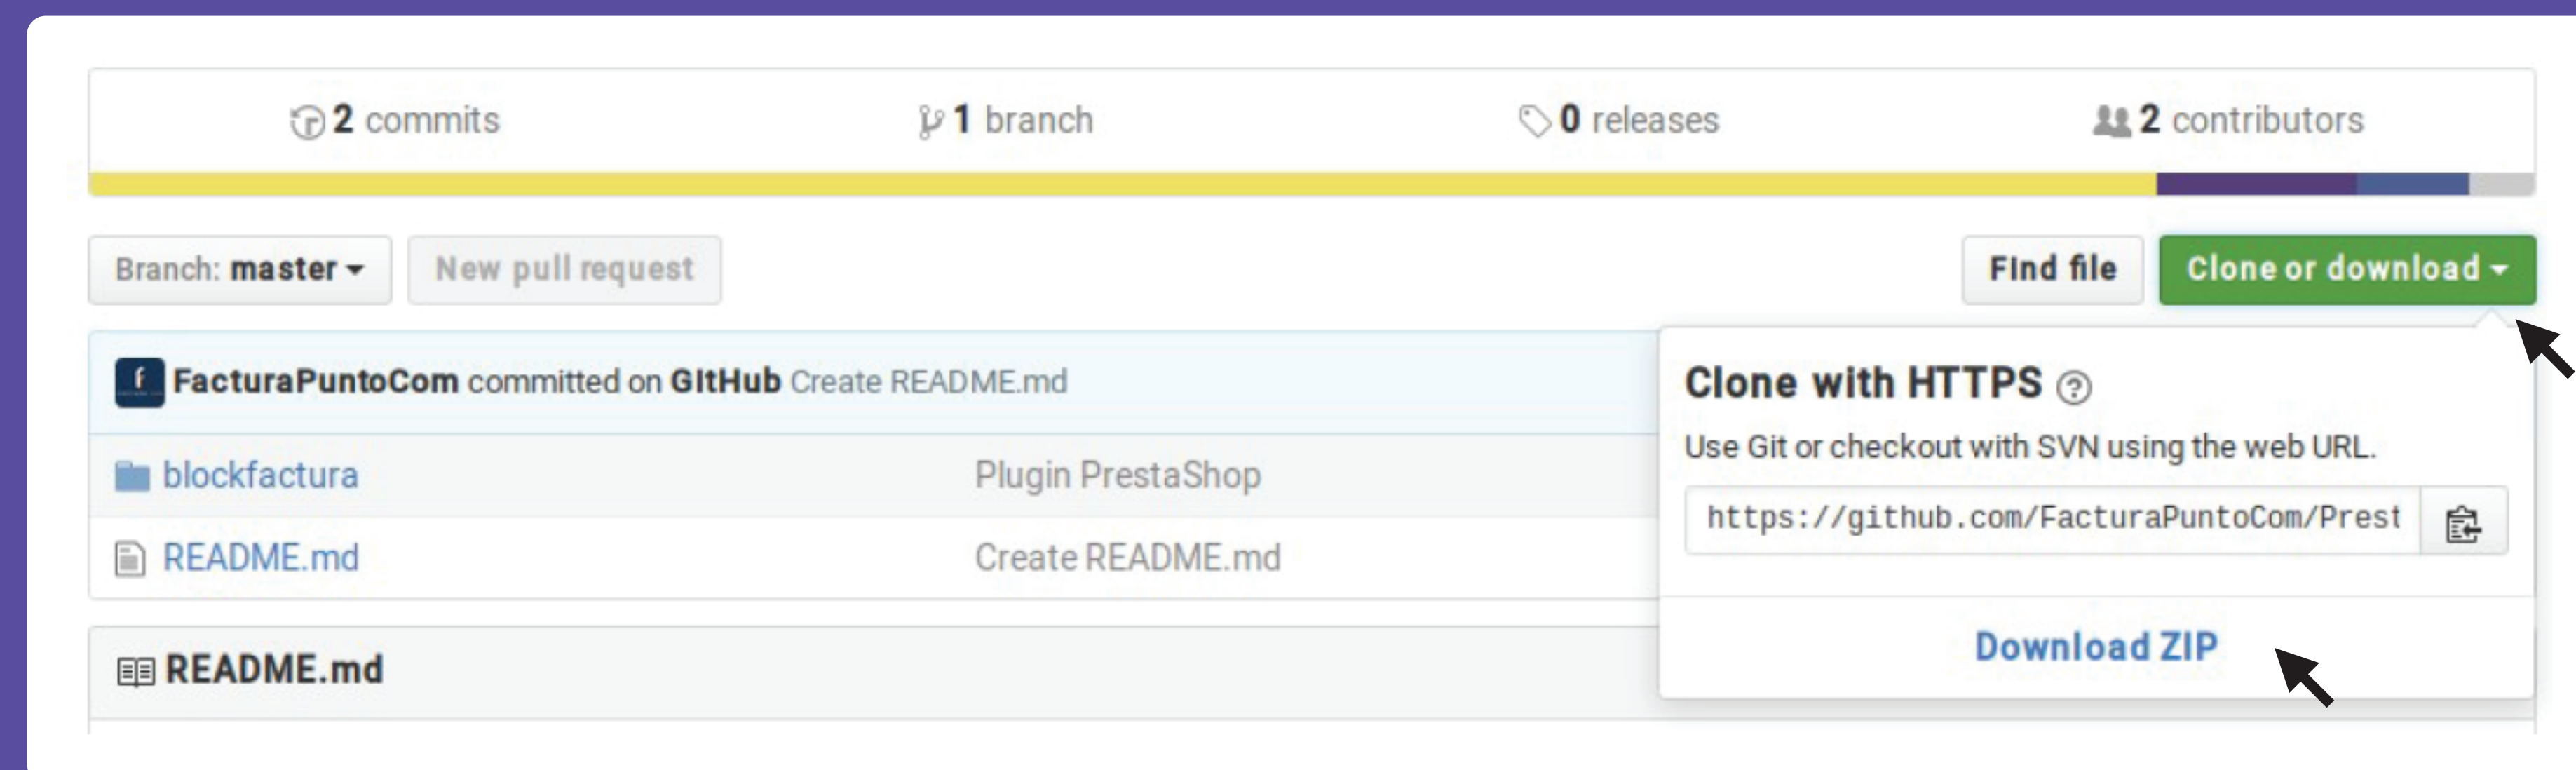 2 commits
1 branch
0 releases
2 contributors
Branch: master
New pull request
Find file
Clone or download
FacturaPuntoCom committed on GitHub Create README.md
blockfactura
Plugin PrestaShop
README.md
Create README.md
README.md
Clone with HTTPS
Use Git or checkout with SVN using the web URL.
https://github.com/FacturaPuntoCom/Prest
Download ZIP